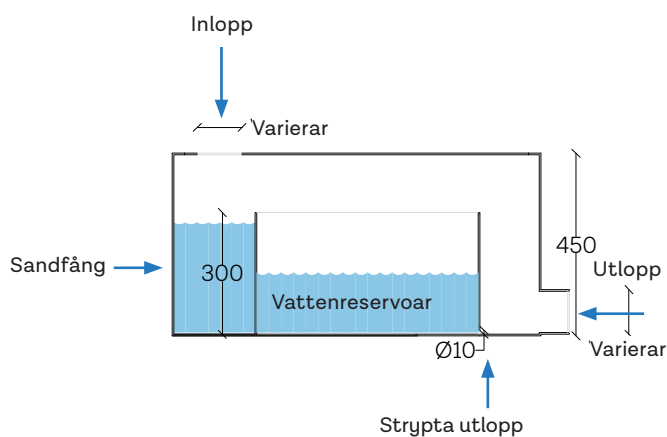 Inlopp
Varierar
Sandfång
300
450
Utlopp
Vattenreservoar
Ø10
Varierar
Strypta utlopp